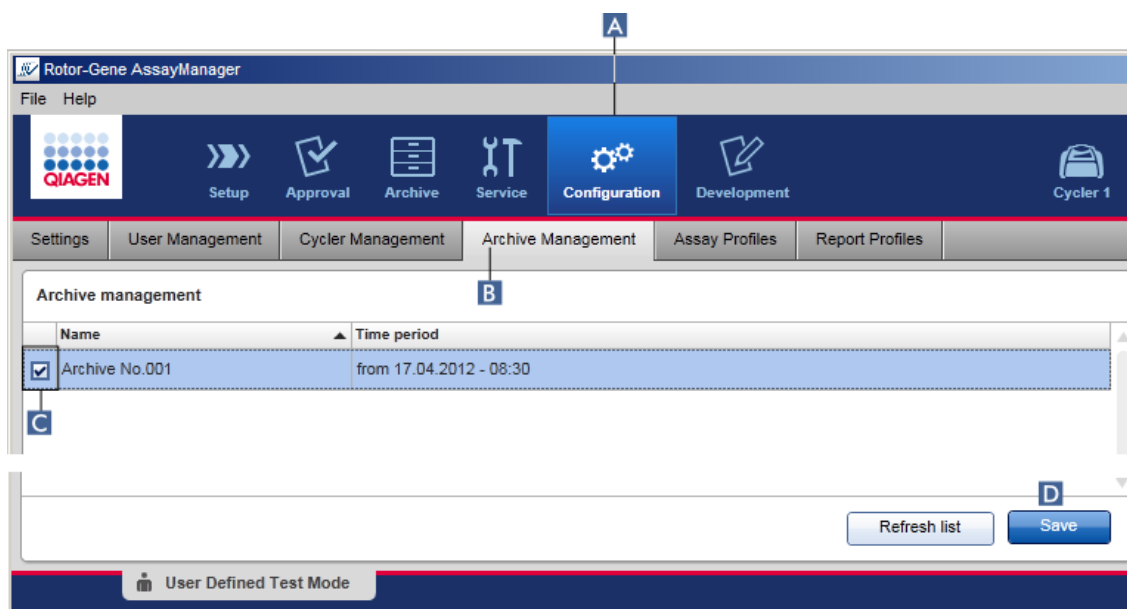 A
Rotor-Gene AssayManager
File Help
QIAGEN
Setup Approval Archive Service Configuration Development Cycler 1
Settings User Management Cycler Management Archive Management Assay Profiles Report Profiles
B
Archive management
Name Time period
Archive No.001 from 17.04.2012 - 08:30
C
D
Refresh list Save
User Defined Test Mode